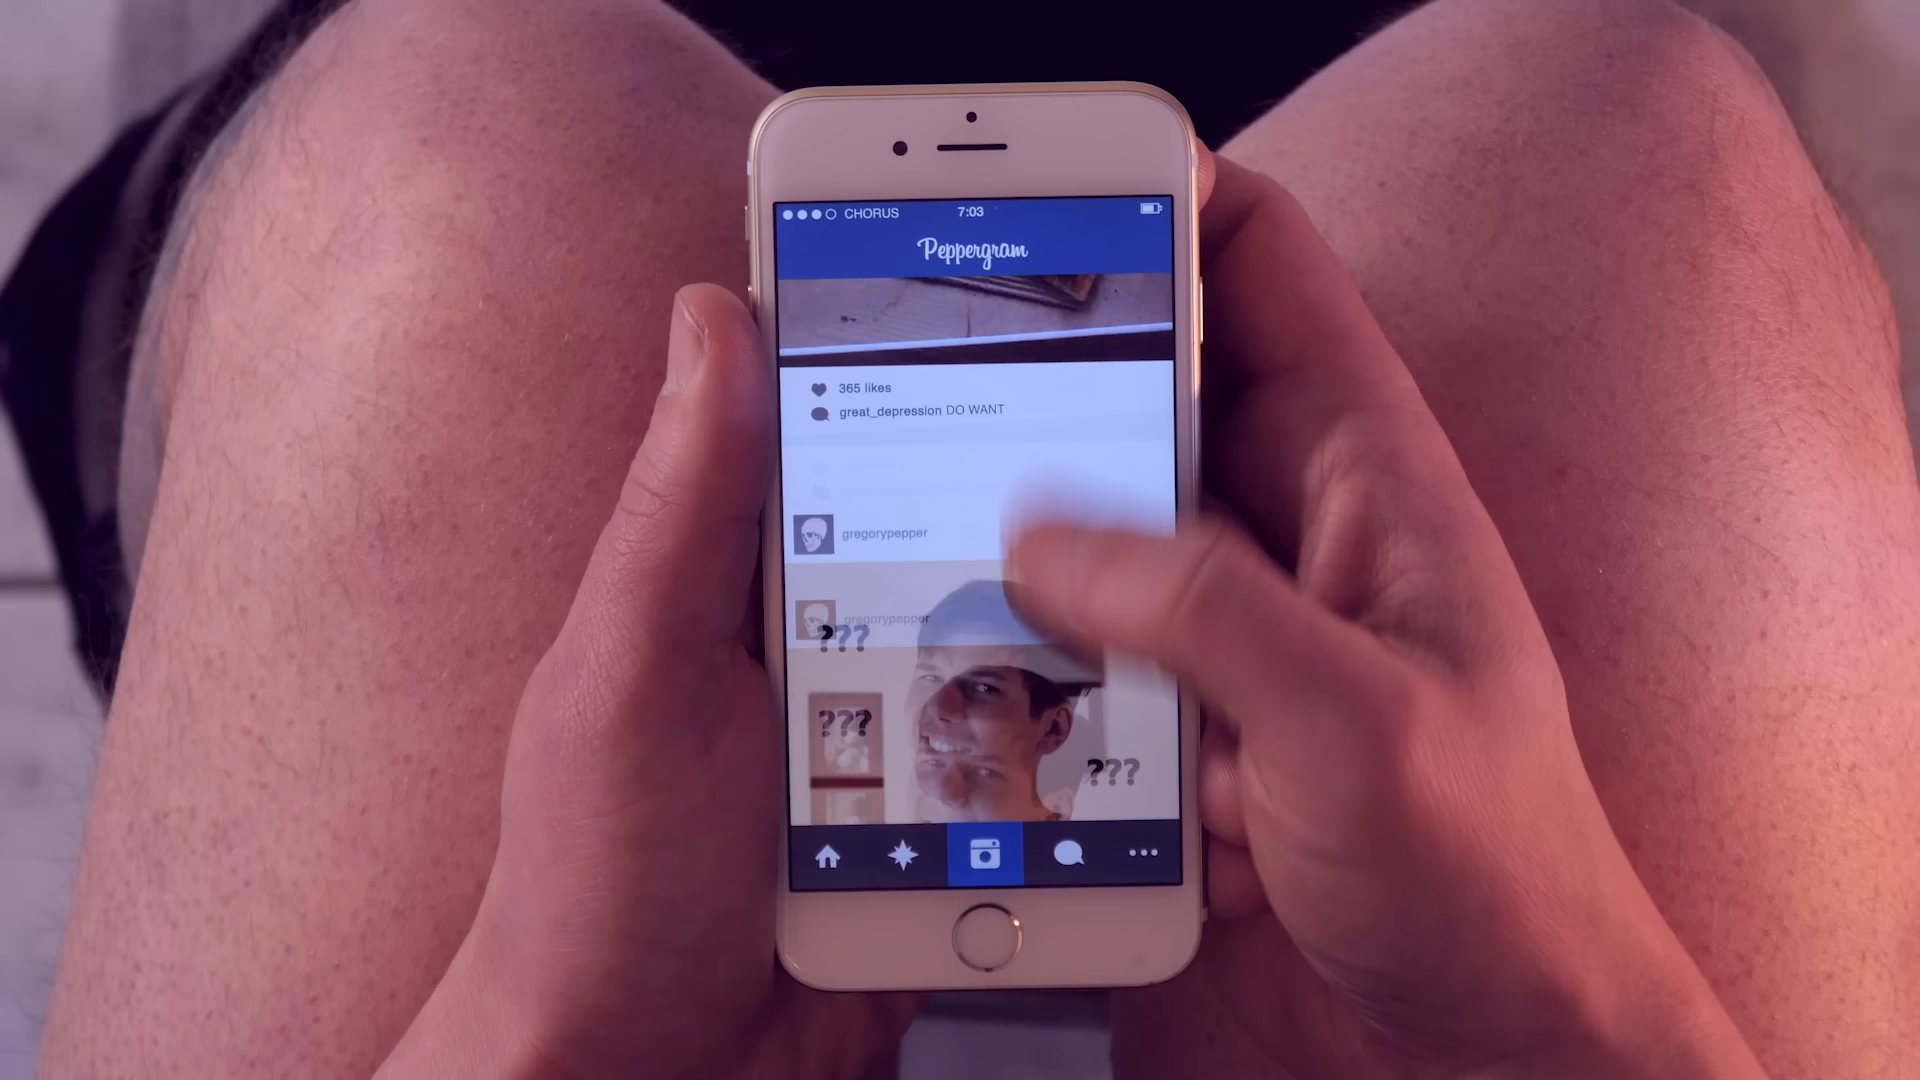 CHORUS 7:03
Peppergram
365 likes
great_depression DO WANT
gregorypepper
gregorypepper
???
???
???